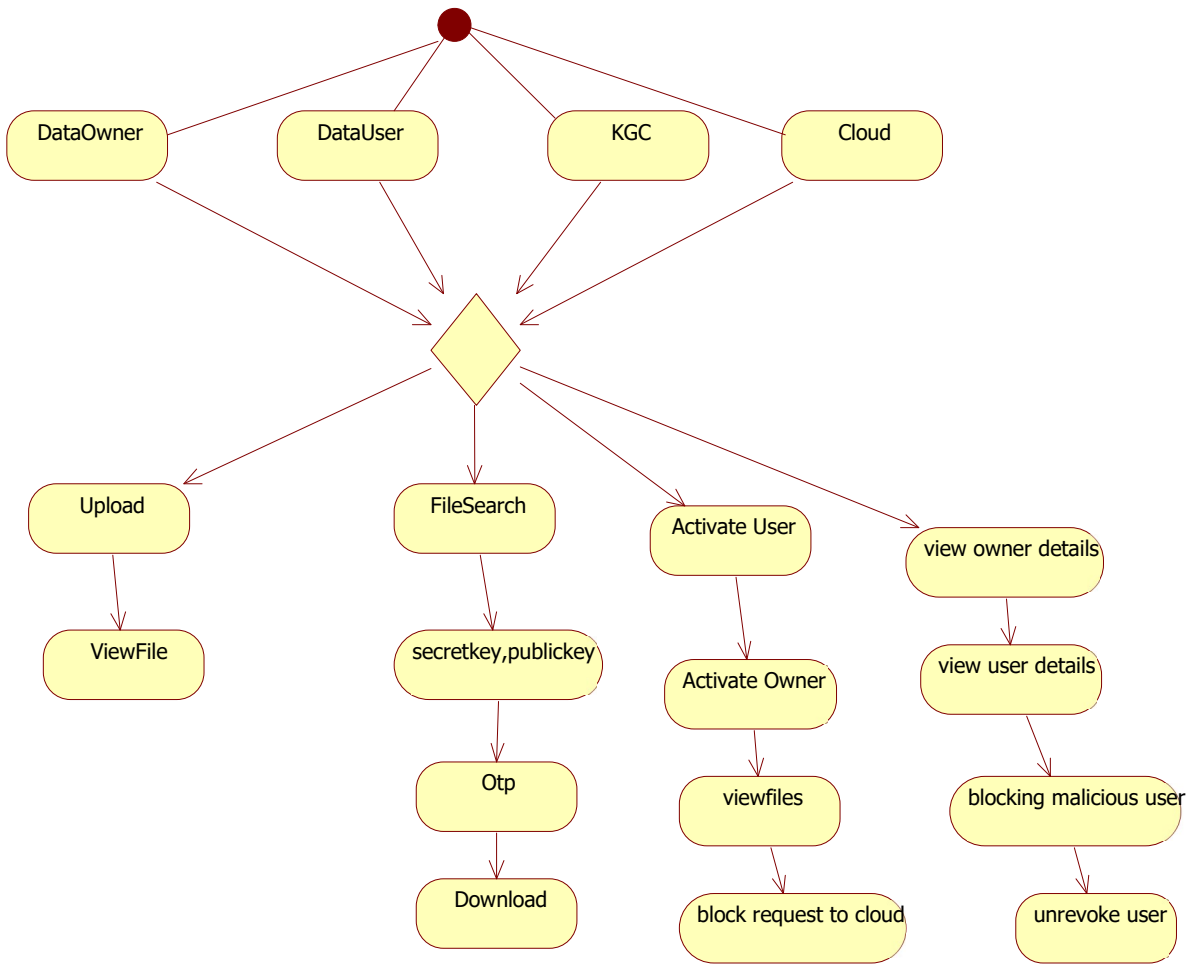 DataOwner
DataUser
KGC
Cloud
Upload
FileSearch
Activate User
view owner details
ViewFile
secretkey,publickey
Activate Owner
view user details
Otp
viewfiles
blocking malicious user
Download
block request to cloud
unrevoke user